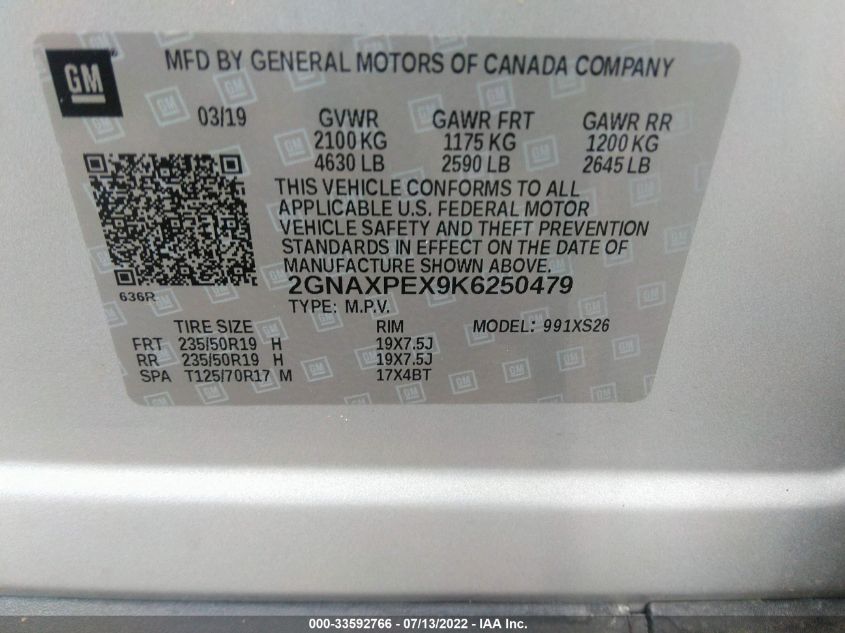 GM
MFD BY GENERAL MOTORS OF CANADA COMPANY
03/19 GVWR GAWR FRT GAWR RR
2100 KG 1175 KG 1200 KG
4630 LB 2590 LB 2645 LB
THIS VEHICLE CONFORMS TO ALL
APPLICABLE U.S. FEDERAL MOTOR
VEHICLE SAFETY AND THEFT PREVENTION
STANDARDS IN EFFECT ON THE DATE OF
MANUFACTURE SHOWN ABOVE.
636R 2GNAXPEX9K6250479
TYPE: M.P.V.
TIRE SIZE RIM MODEL: 991XS26
FRT 235/50R19 H 19X7.5J
RR 235/50R19 H 19X7.5J
SPA T125/70R17 M 17X4BT
000-33592766 - 07/13/2022 - IAA Inc.